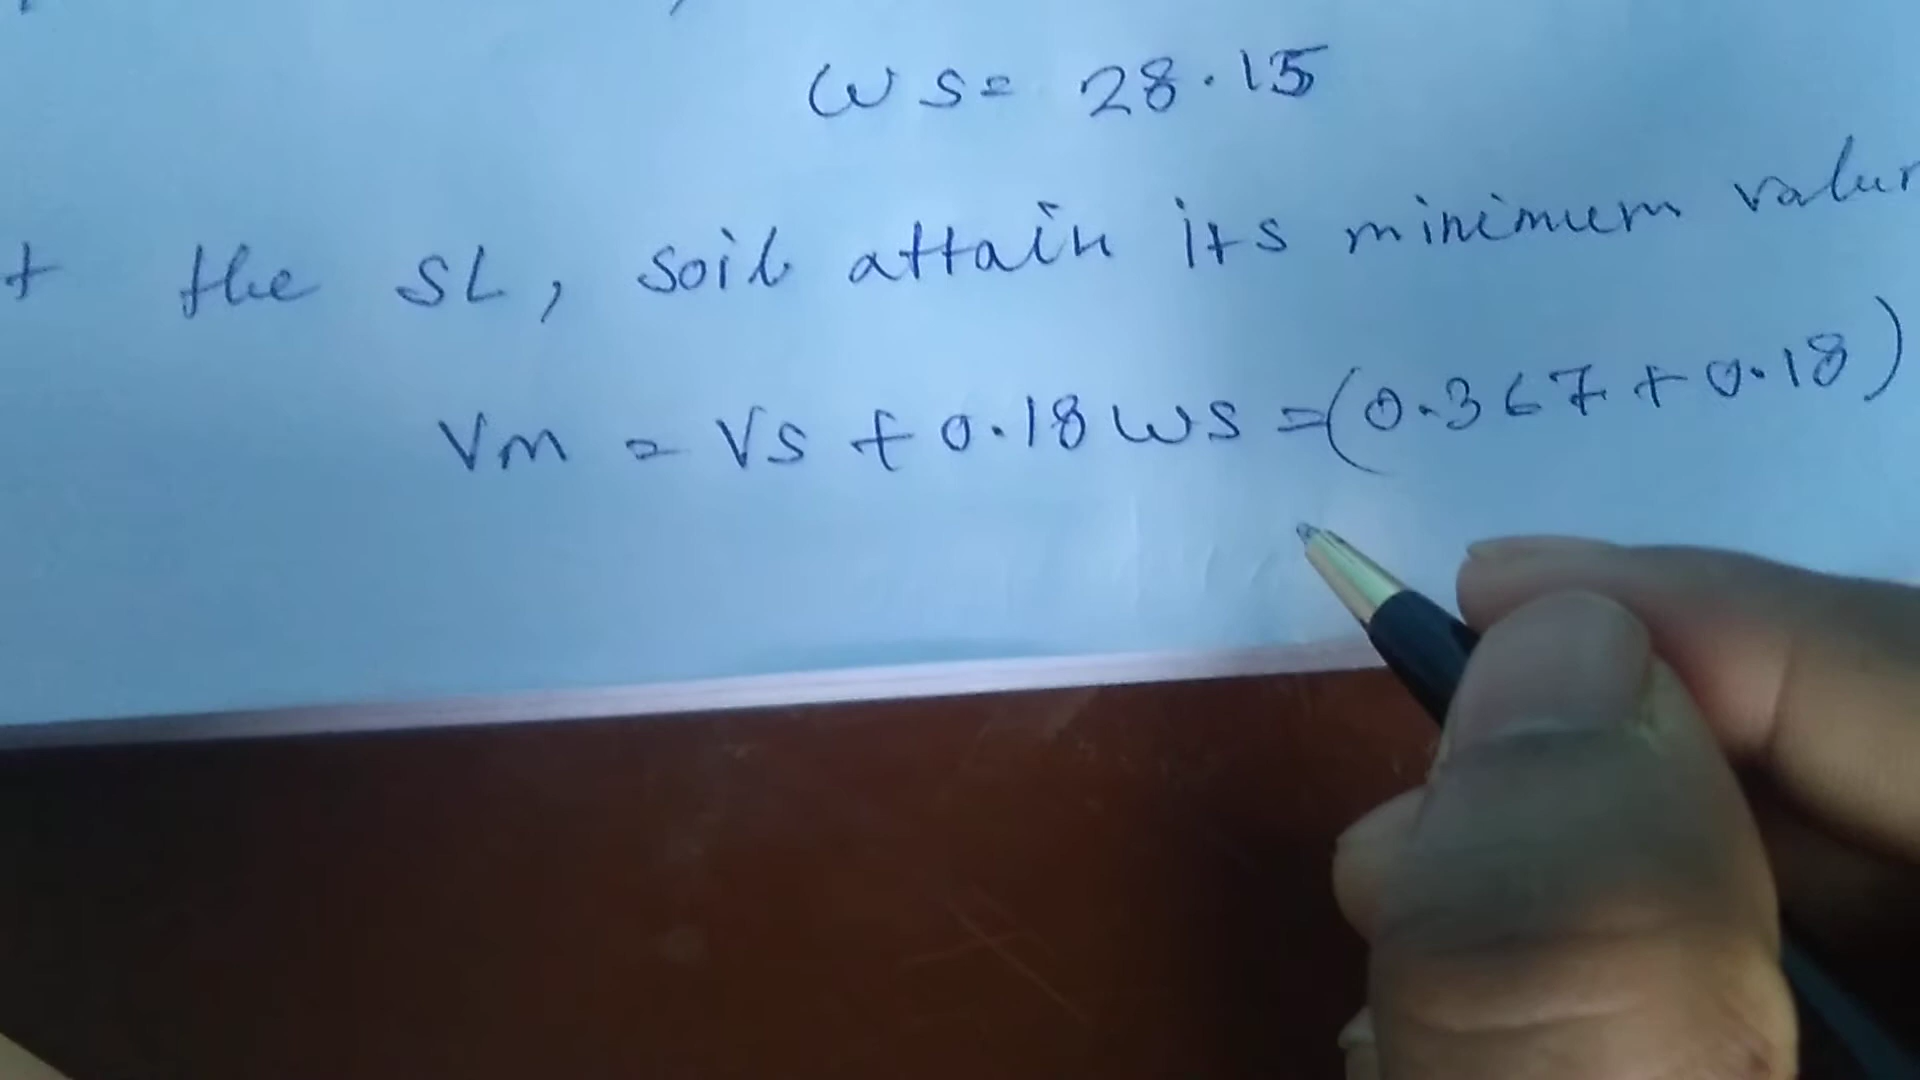 ws = 28.15
the SL, soil attain its minimum
Vm = Vs + 0.18 ws = (0.367 + 0.18)